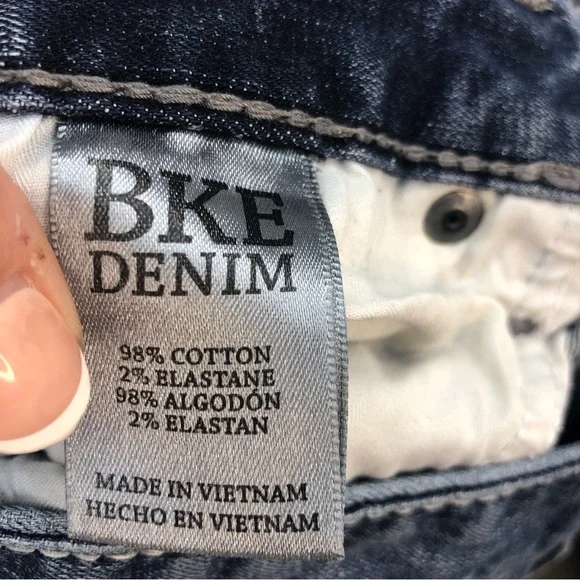 BKE
DENIM
98% COTTON
2% ELASTANE
98% ALGODÓN
2% ELASTAN
MADE IN VIETNAM
HECHO EN VIETNAM